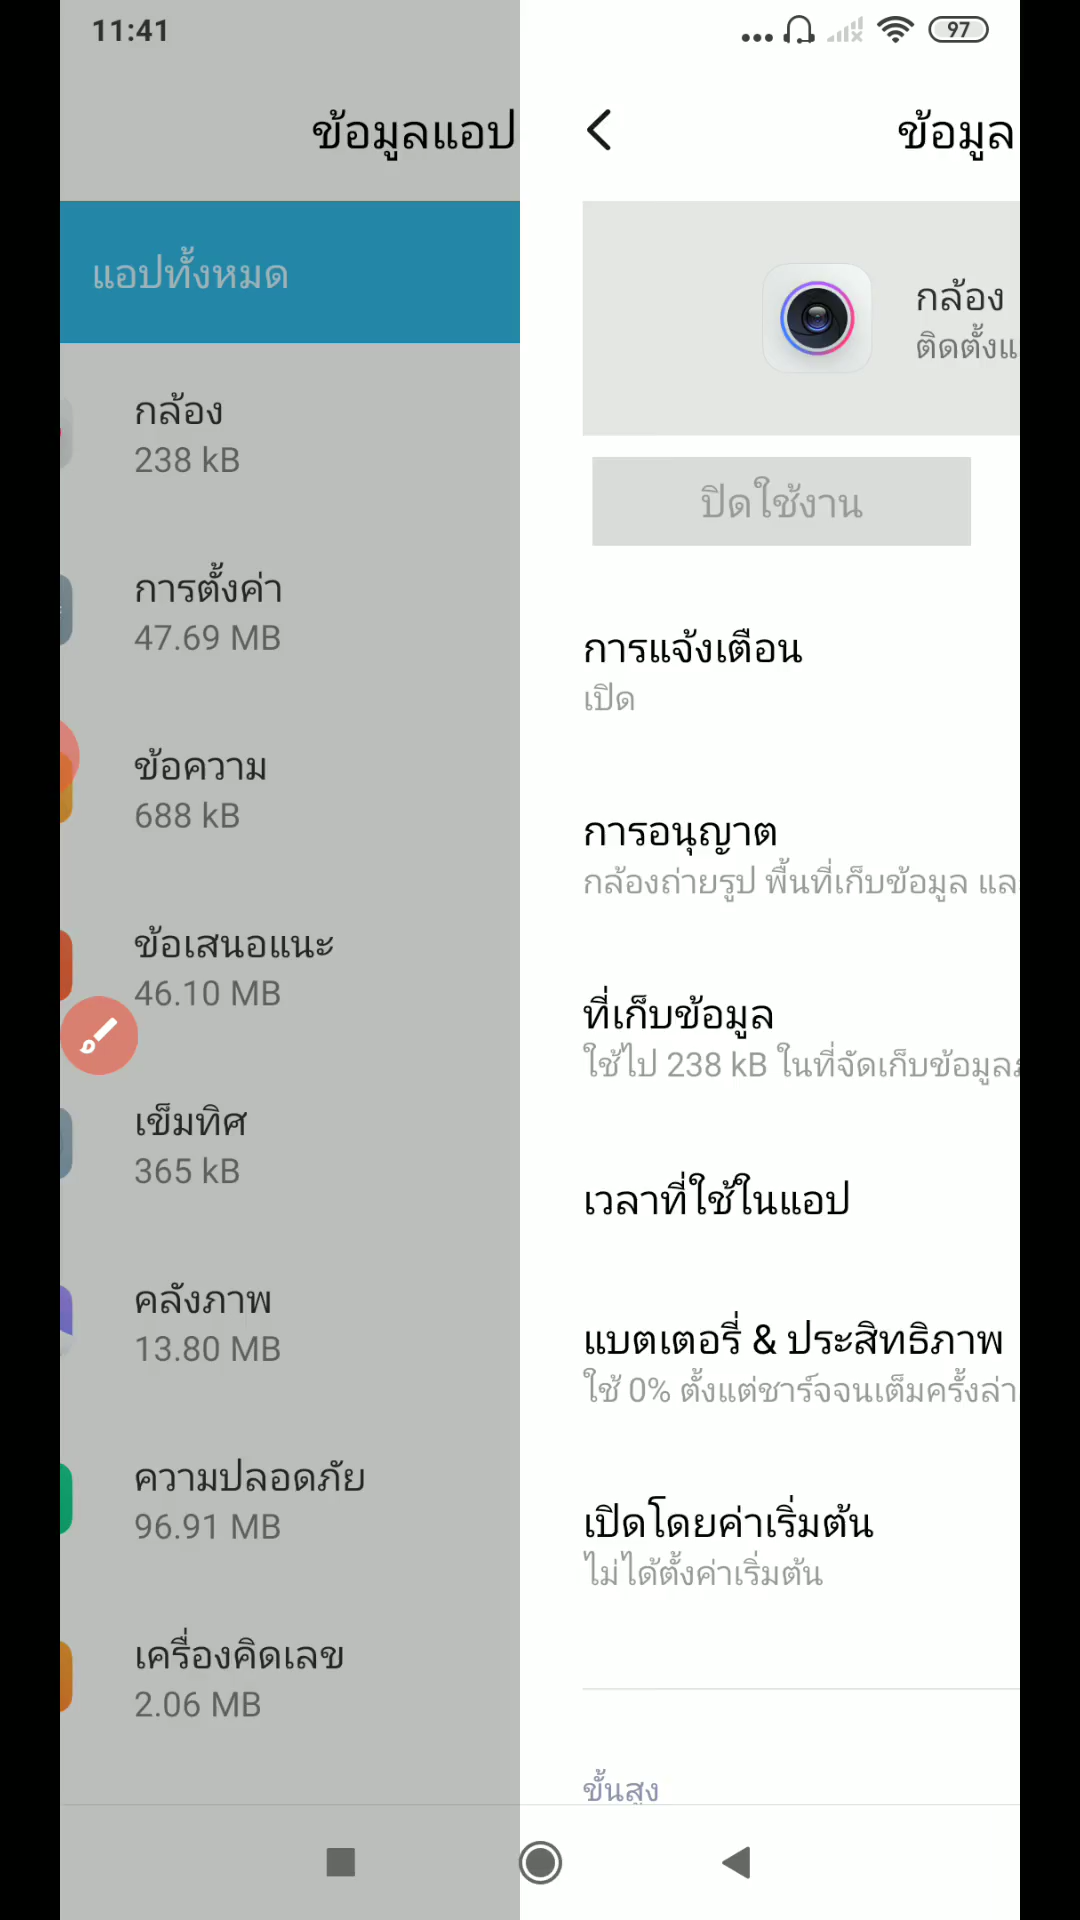 11:41
97
ข้อมูลแอป
แอปทั้งหมด
กล้อง
238 kB
การตั้งค่า
47.69 MB
ข้อความ
688 kB
ข้อเสนอแนะ
46.10 MB
เข็มทิศ
365 kB
คลังภาพ
13.80 MB
ความปลอดภัย
96.91 MB
เครื่องคิดเลข
2.06 MB
ข้อมูล
กล้อง
ติดตั้งแ
ปิดใช้งาน
การแจ้งเตือน
เปิด
การอนุญาต
กล้องถ่ายรูป พื้นที่เก็บข้อมูล แล
ที่เก็บข้อมูล
ใช้ไป 238 kB ในที่จัดเก็บข้อมูล
เวลาที่ใช้ในแอป
แบตเตอรี่ & ประสิทธิภาพ
ใช้ 0% ตั้งแต่ชาร์จจนเต็มครั้งล่า
เปิดโดยค่าเริ่มต้น
ไม่ได้ตั้งค่าเริ่มต้น
ขั้นสูง